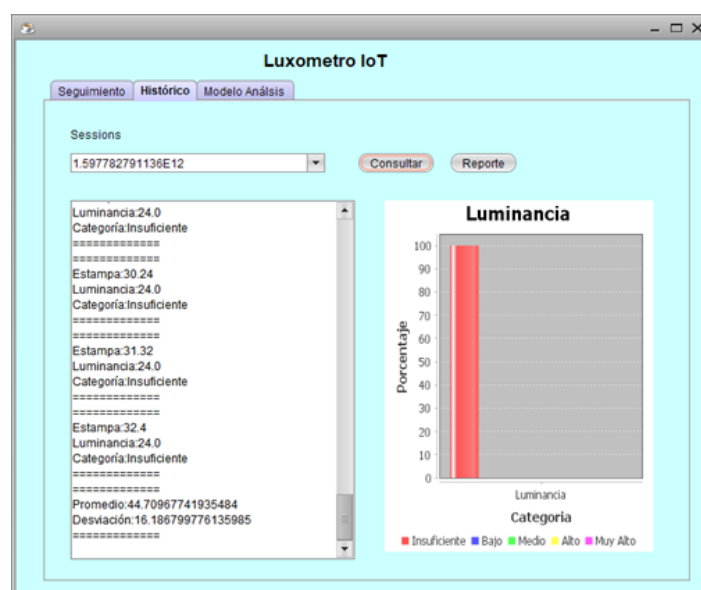 Luxometro IoT
Seguimiento Histórico Modelo Análsis
Sessions
1.597782791136E12 Consultar Reporte
Luminancia:24.0
Categoría:Insuficiente
=============
=============
Estampa:30.24
Luminancia:24.0
Categoría:Insuficiente
=============
=============
Estampa:31.32
Luminancia:24.0
Categoría:Insuficiente
=============
=============
Estampa:32.4
Luminancia:24.0
Categoría:Insuficiente
=============
=============
Promedio:44.70967741935484
Desviación:16.186799776135985
=============
Luminancia
Porcentaje
100
90
80
70
60
50
40
30
20
10
0
Luminancia
Categoria
Insuficiente Bajo Medio Alto Muy Alto